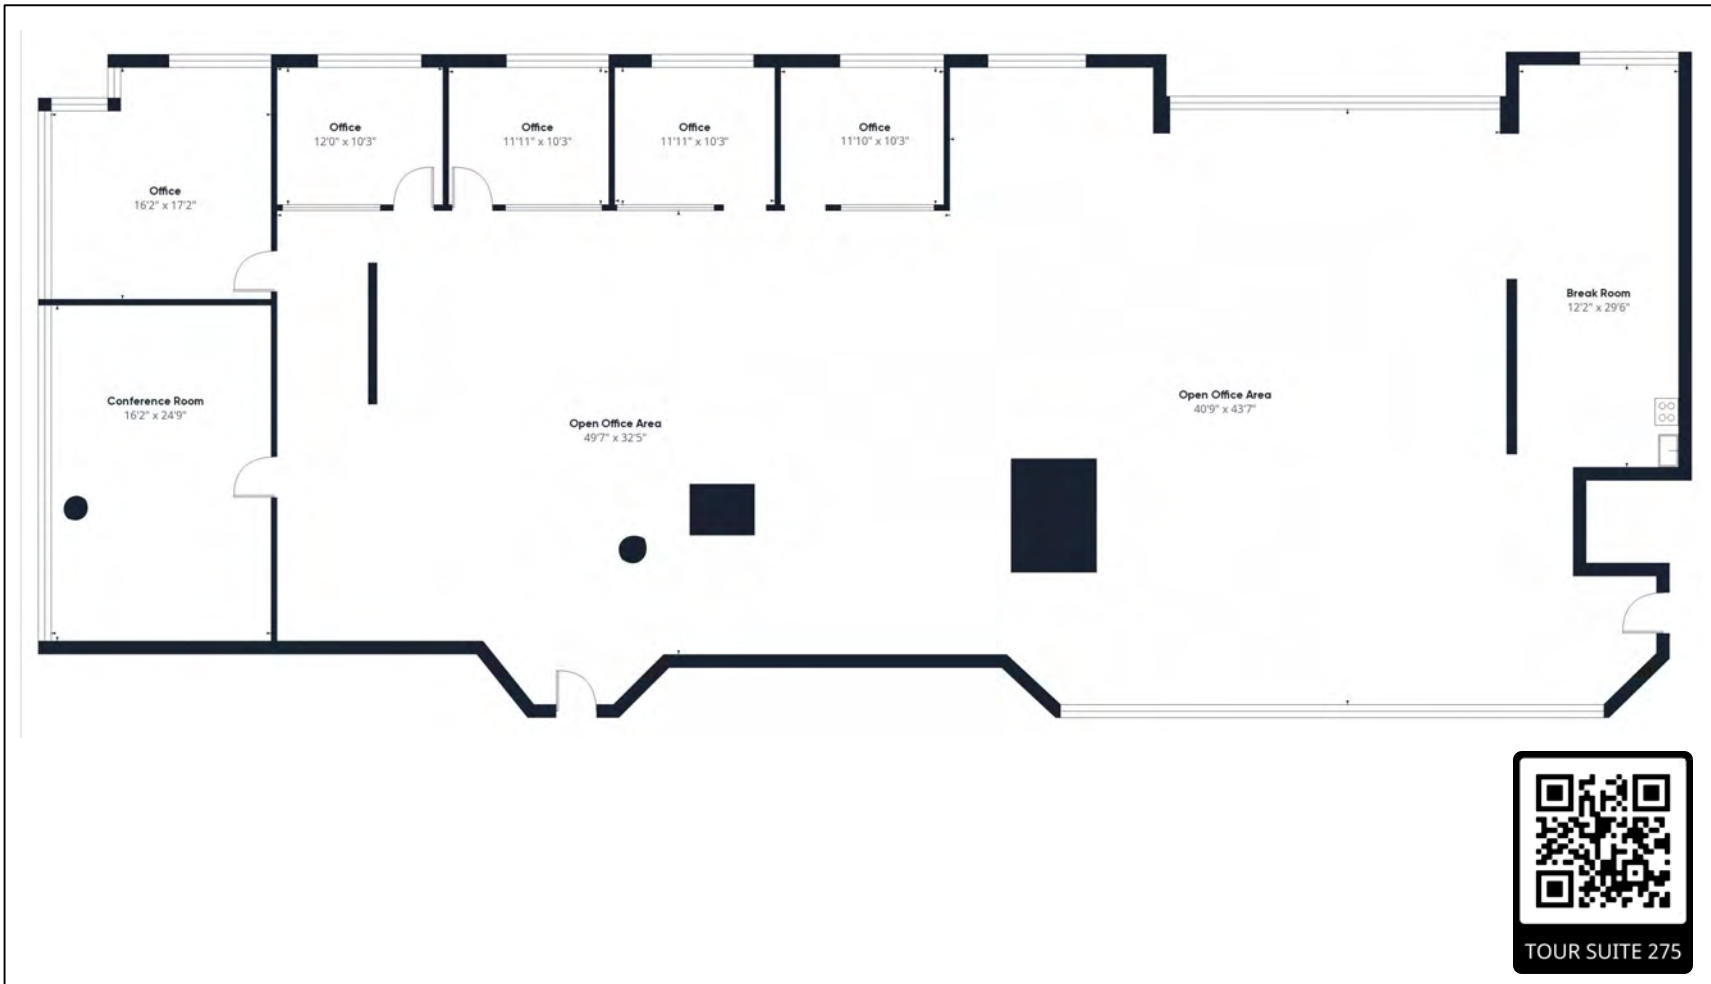 Office
12'0" x 10'3"
Office
11'11" x 10'3"
Office
11'11" x 10'3"
Office
11'10" x 10'3"
Office
16'2" x 17'2"
Break Room
12'2" x 29'6"
Conference Room
16'2" x 24'9"
Open Office Area
49'7" x 32'5"
Open Office Area
40'9" x 43'7"
TOUR SUITE 275